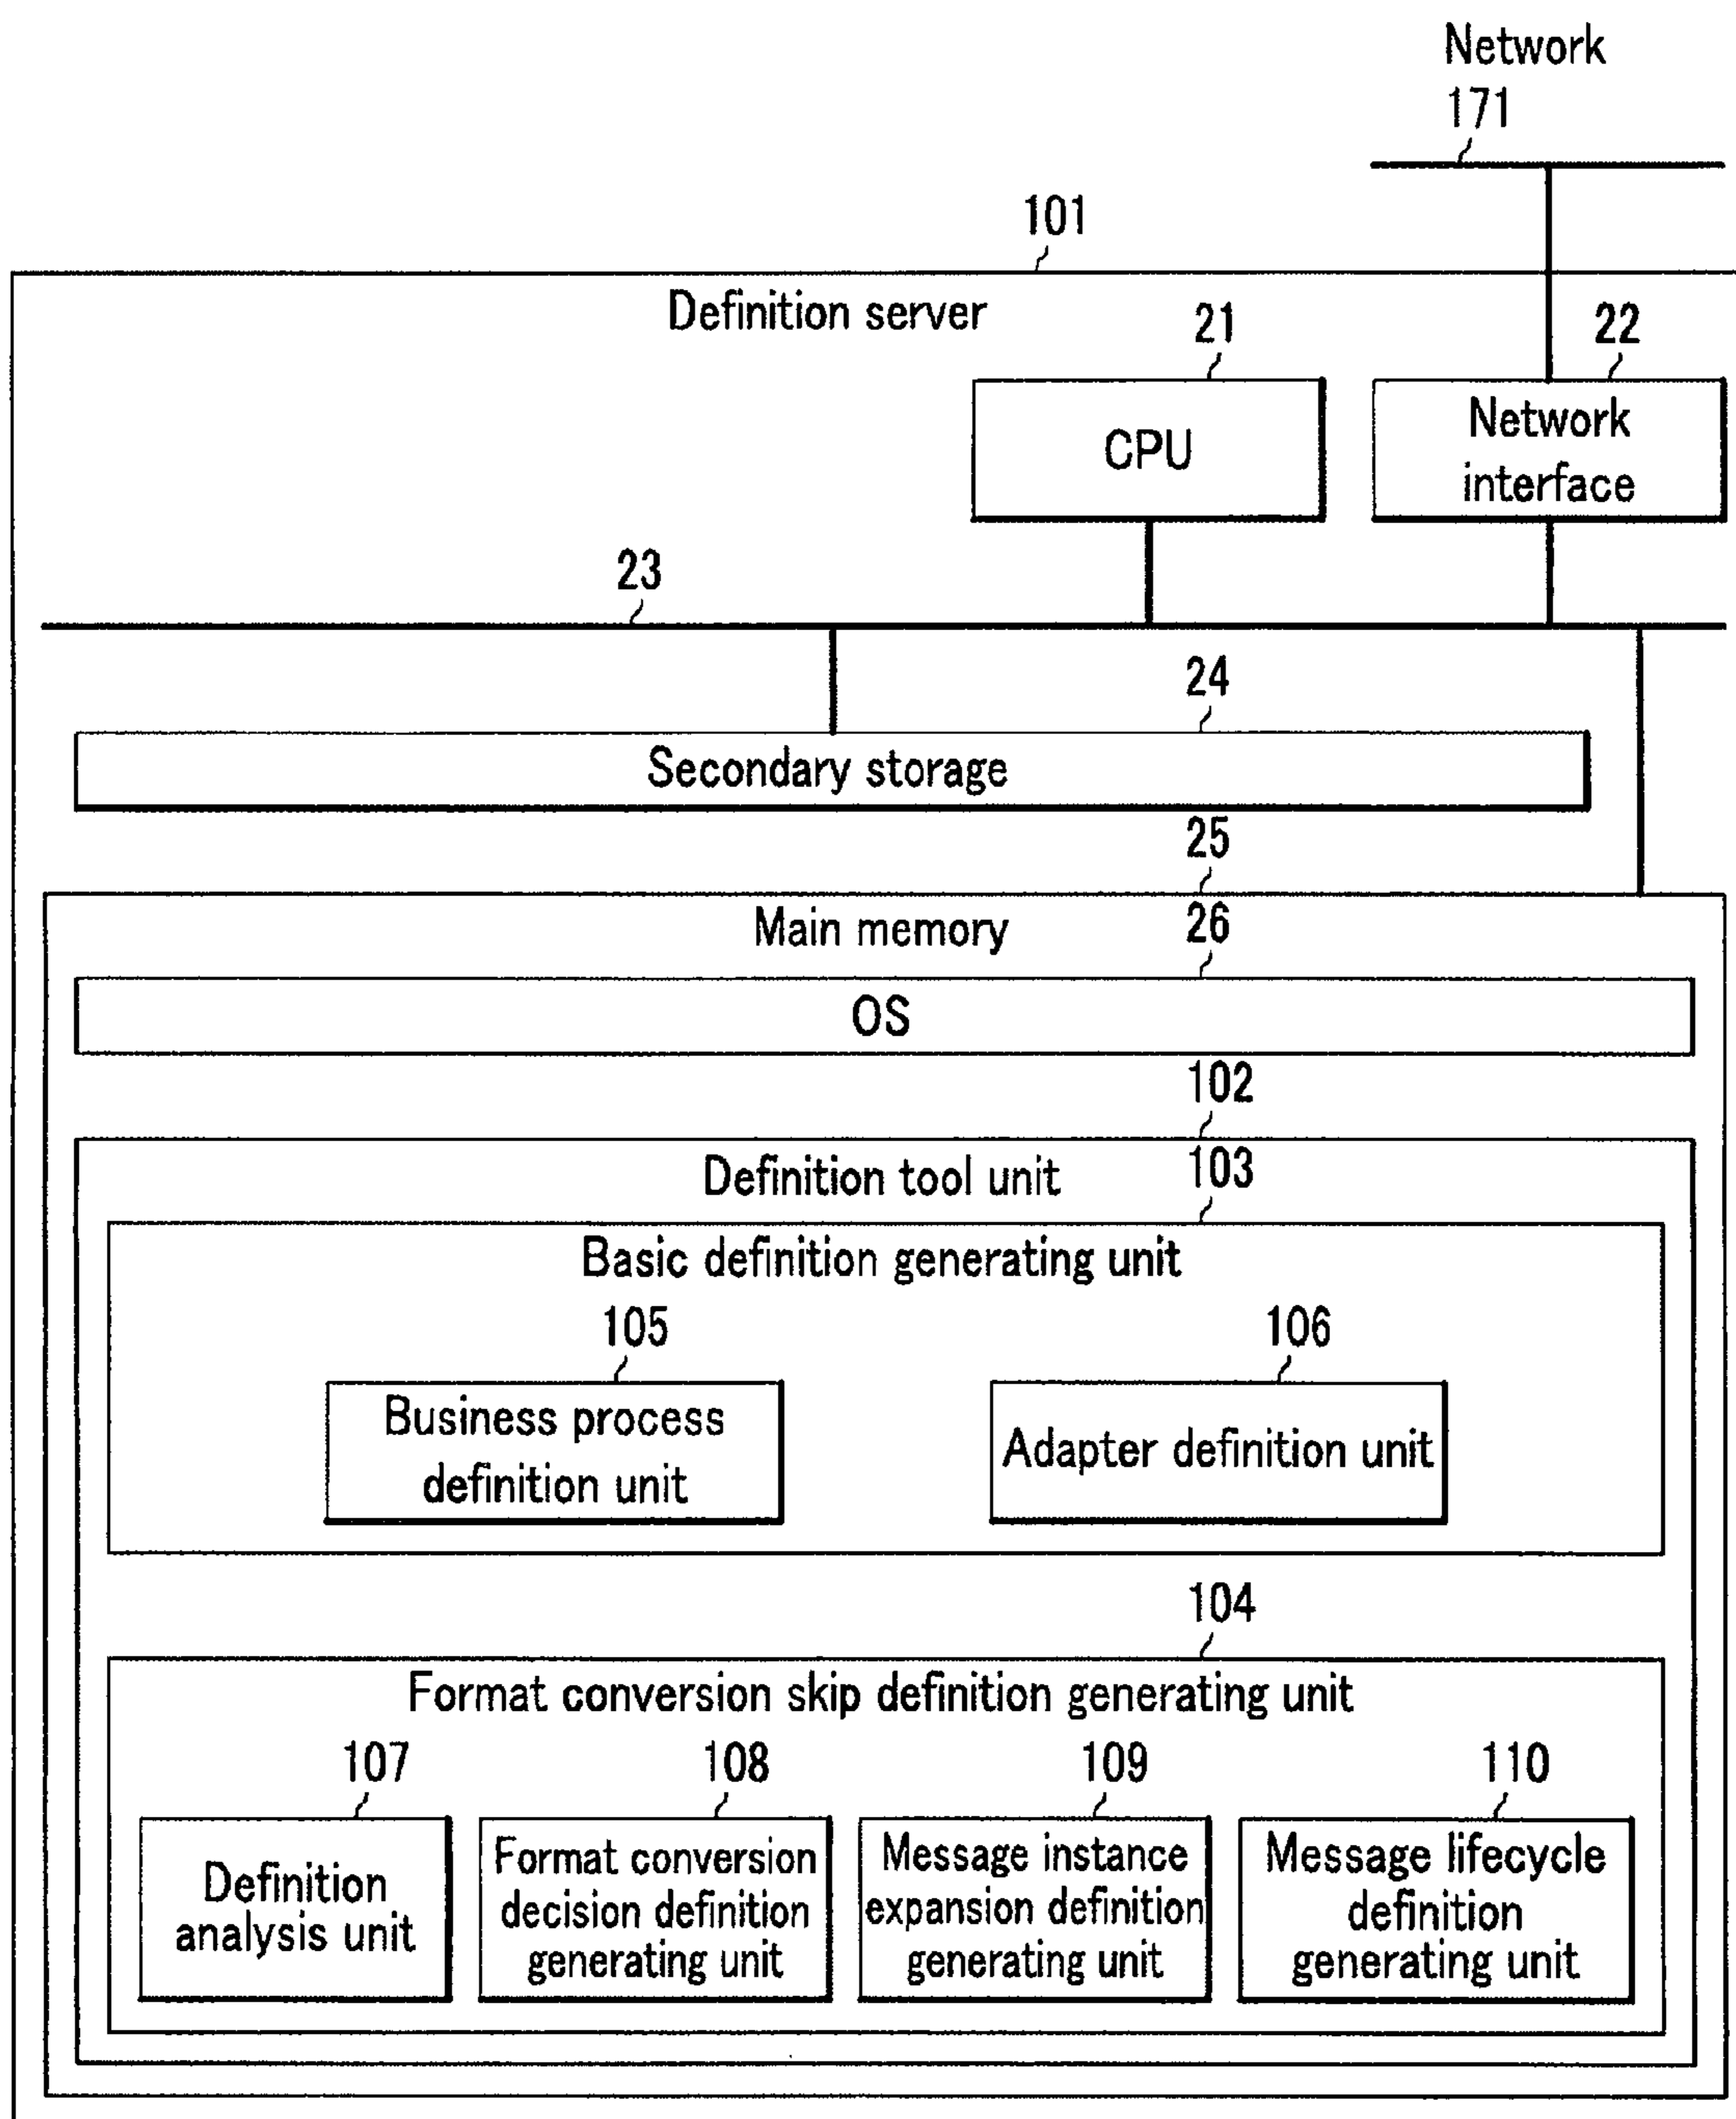 Network
171
101
Definition server
21
22
CPU
Network
interface
23
24
Secondary storage
25
Main memory
26
OS
102
Definition tool unit
103
Basic definition generating unit
105
106
Business process
definition unit
Adapter definition unit
104
Format conversion skip definition generating unit
107
108
109
110
Definition
analysis unit
Format conversion
decision definition
generating unit
Message instance
expansion definition
generating unit
Message lifecycle
definition
generating unit